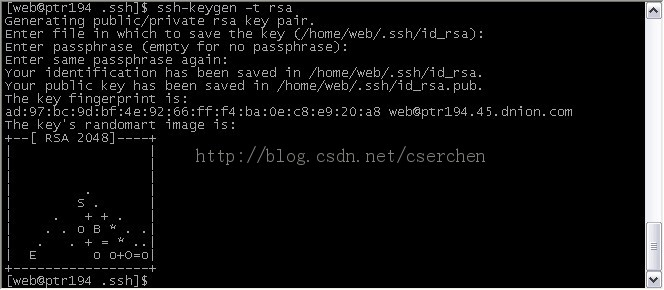 [web@ptr194 .ssh]$ ssh-keygen -t rsa
Generating public/private rsa key pair.
Enter file in which to save the key (/home/web/.ssh/id_rsa):
Enter passphrase (empty for no passphrase):
Enter same passphrase again:
Your identification has been saved in /home/web/.ssh/id_rsa.
Your public key has been saved in /home/web/.ssh/id_rsa.pub.
The key fingerprint is:
ad:97:bc:9d:bf:4e:92:66:ff:f4:ba:0e:c8:e9:20:a8 web@ptr194.45.dnion.com
The key's randomart image is:
+--[ RSA 2048]----+
|                 |
|                 |
|                 |
|         .       |
|        S .      |
|     .   + + .   |
|    . . o B * . .|
|   .   . + = * ..|
|  E       o o+O=o|
+-----------------+
[web@ptr194 .ssh]$
http://blog.csdn.net/cserchen